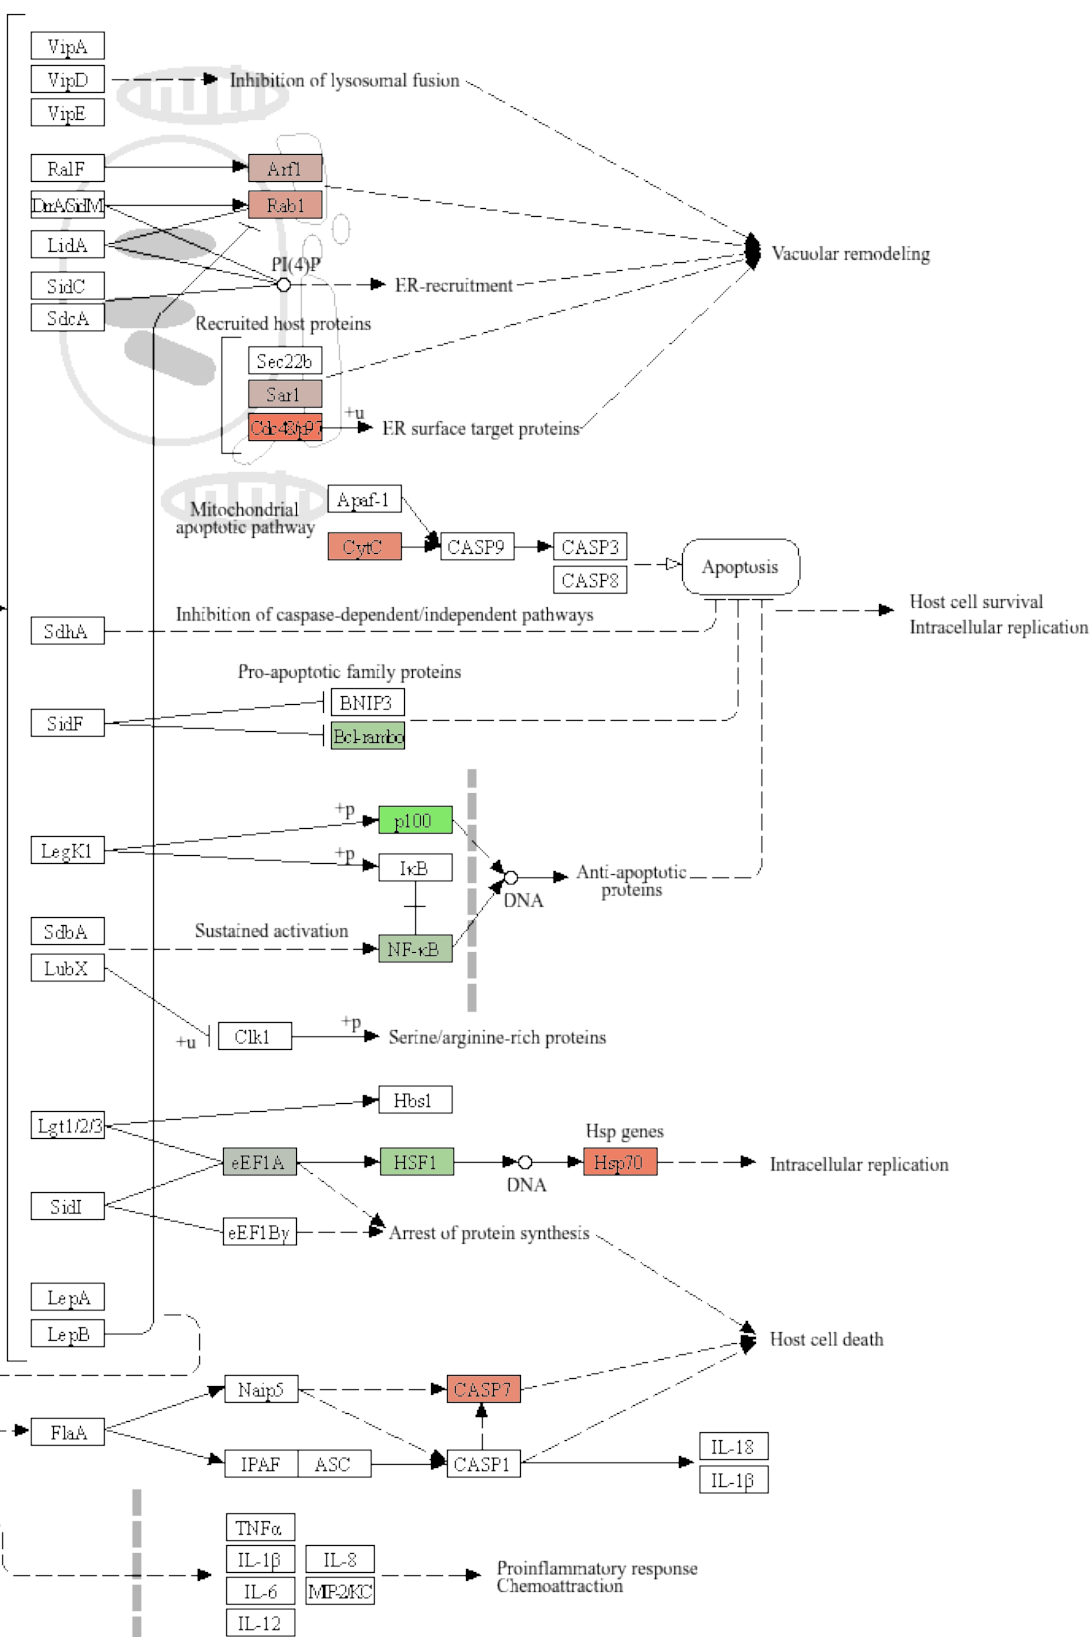 VipA
VipD
Inhibition of lysosomal fusion
VipE
RalF
Arf1
DrrA/SidM
Rab1
LidA
Vacuolar remodeling
PI(4)P
SidC
ER-recruitment
SdcA
Recruited host proteins
Sec22b
Sar1
+u
Cdc48/p97
ER surface target proteins
Mitochondrial
apoptotic pathway
Apaf-1
CytC
CASP9
CASP3
CASP8
Apoptosis
Host cell survival
Intracellular replication
Inhibition of caspase-dependent/independent pathways
SdhA
Pro-apoptotic family proteins
BNIP3
SidF
Bcl-rambo
+p
p100
LegK1
+p
IκB
Anti-apoptotic
proteins
DNA
SdbA
Sustained activation
NF-κB
LubX
+u
Clk1
+p
Serine/arginine-rich proteins
Hbs1
Lgt1/2/3
Hsp genes
eEF1A
HSF1
DNA
Hsp70
Intracellular replication
SidI
eEF1Bγ
Arrest of protein synthesis
LepA
LepB
Host cell death
Naip5
CASP7
FlaA
IPAF
ASC
CASP1
IL-18
IL-1β
TNFα
IL-1β
IL-8
IL-6
MIP-2/KC
IL-12
Proinflammatory response
Chemoattraction